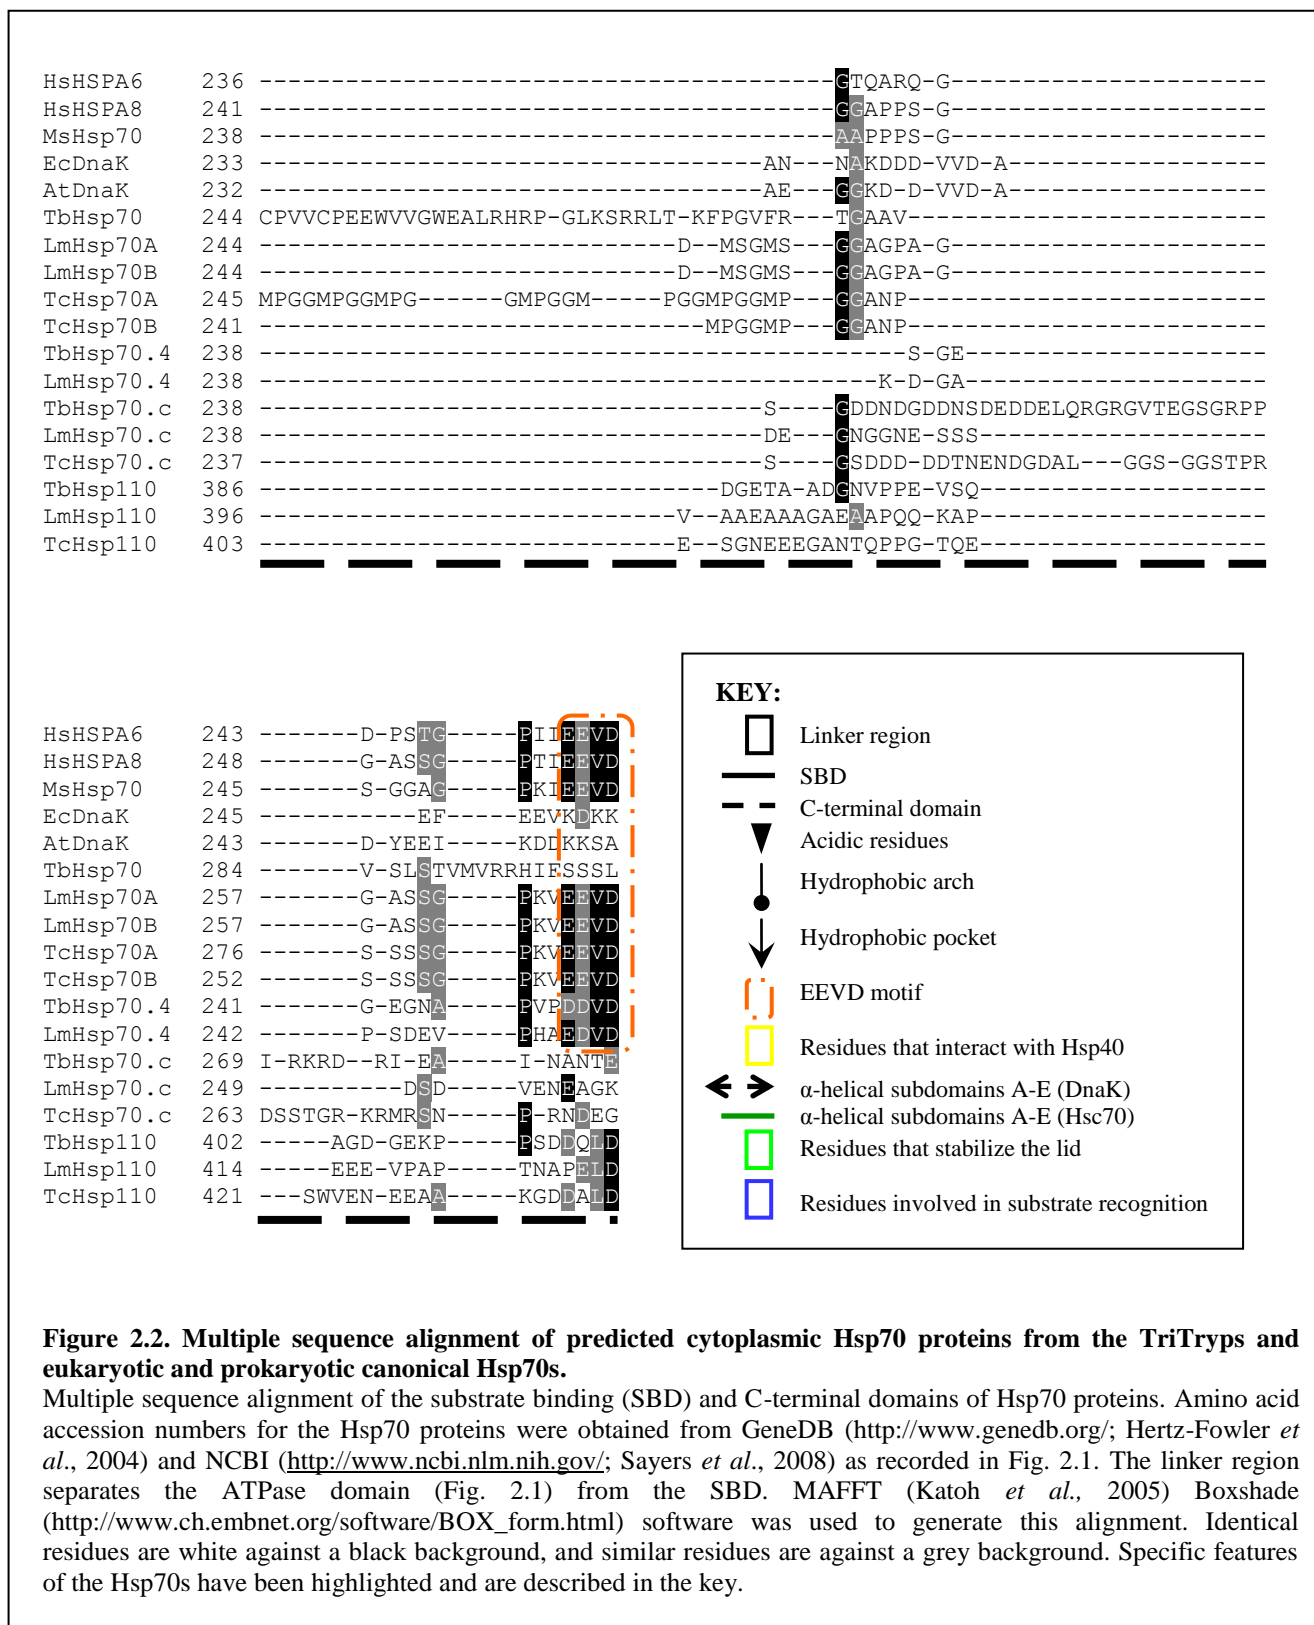 HsHSPA6 236 ----------------------------------------GTQARQ-G----------------------
HsHSPA8 241 ----------------------------------------GGAPPS-G----------------------
MsHsp70 238 ----------------------------------------AAPPPS-G----------------------
EcDnaK 233 -----------------------------------AN---NAKDDD-VVD-A------------------
AtDnaK 232 -----------------------------------AE---GGKD-D-VVD-A------------------
TbHsp70 244 CPVVCPEEWVVGWEALRHRP-GLKSRRLT-KFPGVFR---TGAAV-------------------------
LmHsp70A 244 -----------------------------D--MSGMS---GGAGPA-G----------------------
LmHsp70B 244 -----------------------------D--MSGMS---GGAGPA-G----------------------
TcHsp70A 245 MPGGMPGGMPG------GMPGGM-----PGGMPGGMP---GGANP-------------------------
TcHsp70B 241 -------------------------------MPGGMP---GGANP-------------------------
TbHsp70.4 238 ---------------------------------------------S-GE---------------------
LmHsp70.4 238 -------------------------------------------K-D-GA---------------------
TbHsp70.c 238 -----------------------------------S----GDDNDGDDNSDEDDELQRGRGVTEGSGRPP
LmHsp70.c 238 -----------------------------------DE---GNGGNE-SSS--------------------
TcHsp70.c 237 -----------------------------------S----GSDDD-DDTNENDGDAL---GGS-GGSTPR
TbHsp110 386 --------------------------------DGETA-ADGNVPPE-VSQ--------------------
LmHsp110 396 -----------------------------V--AAEAAAGAEAAPQQ-KAP--------------------
TcHsp110 403 -----------------------------E--SGNEEEGANTQPPG-TQE--------------------
HsHSPA6 243 -------D-PSTG-----PIIEEVD
HsHSPA8 248 -------G-ASSG-----PTIEEVD
MsHsp70 245 -------S-GGAG-----PKIEEVD
EcDnaK 245 -----------EF-----EEVKDKK
AtDnaK 243 -------D-YEEI-----KDDKKSA
TbHsp70 284 -------V-SLSTVMVRRHIFSSSL
LmHsp70A 257 -------G-ASSG-----PKVEEVD
LmHsp70B 257 -------G-ASSG-----PKVEEVD
TcHsp70A 276 -------S-SSSG-----PKVEEVD
TcHsp70B 252 -------S-SSSG-----PKVEEVD
TbHsp70.4 241 -------G-EGNA-----PVPDDVD
LmHsp70.4 242 -------P-SDEV-----PHAEDVD
TbHsp70.c 269 I-RKRD--RI-EA-----I-NANTE
LmHsp70.c 249 ----------DSD-----VENEAGK
TcHsp70.c 263 DSSTGR-KRMRSN-----P-RNDEG
TbHsp110 402 -----AGD-GEKP-----PSDDQLD
LmHsp110 414 -----EEE-VPAP-----TNAPELD
TcHsp110 421 ---SWVEN-EEAA-----KGDDALD
KEY:
Linker region
SBD
C-terminal domain
Acidic residues
Hydrophobic arch
Hydrophobic pocket
EEVD motif
Residues that interact with Hsp40
α-helical subdomains A-E (DnaK)
α-helical subdomains A-E (Hsc70)
Residues that stabilize the lid
Residues involved in substrate recognition
Figure 2.2. Multiple sequence alignment of predicted cytoplasmic Hsp70 proteins from the TriTryps and
eukaryotic and prokaryotic canonical Hsp70s.
Multiple sequence alignment of the substrate binding (SBD) and C-terminal domains of Hsp70 proteins. Amino acid
accession numbers for the Hsp70 proteins were obtained from GeneDB (http://www.genedb.org/; Hertz-Fowler et
al., 2004) and NCBI (http://www.ncbi.nlm.nih.gov/; Sayers et al., 2008) as recorded in Fig. 2.1. The linker region
separates the ATPase domain (Fig. 2.1) from the SBD. MAFFT (Katoh et al., 2005) Boxshade
(http://www.ch.embnet.org/software/BOX_form.html) software was used to generate this alignment. Identical
residues are white against a black background, and similar residues are against a grey background. Specific features
of the Hsp70s have been highlighted and are described in the key.